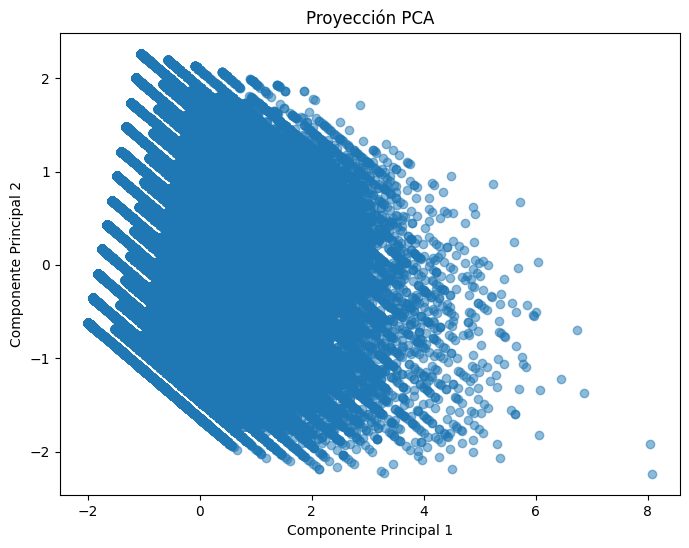 Proyección PCA
2
1
0
−1
−2
Componente Principal 2
−2 0 2 4 6 8
Componente Principal 1